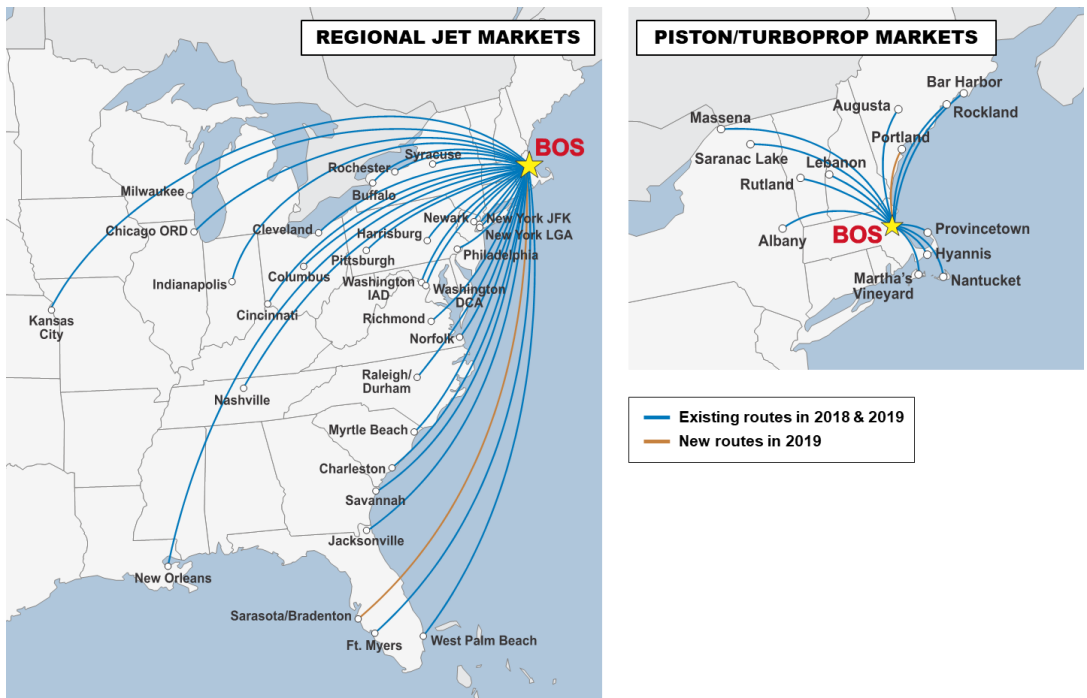 REGIONAL JET MARKETS
BOS
Syracuse
Rochester
Buffalo
Milwaukee
Chicago ORD
Cleveland
Newark
New York JFK
New York LGA
Harrisburg
Philadelphia
Pittsburgh
Columbus
Indianapolis
Washington
IAD
Washington
DCA
Cincinnati
Kansas
City
Richmond
Norfolk
Raleigh/
Durham
Nashville
Myrtle Beach
Charleston
Savannah
Jacksonville
New Orleans
Sarasota/Bradenton
Ft. Myers
West Palm Beach
PISTON/TURBOPROP MARKETS
Bar Harbor
Augusta
Rockland
Massena
Portland
Saranac Lake
Lebanon
Rutland
BOS
Albany
Provincetown
Hyannis
Martha's
Vineyard
Nantucket
Existing routes in 2018 & 2019
New routes in 2019